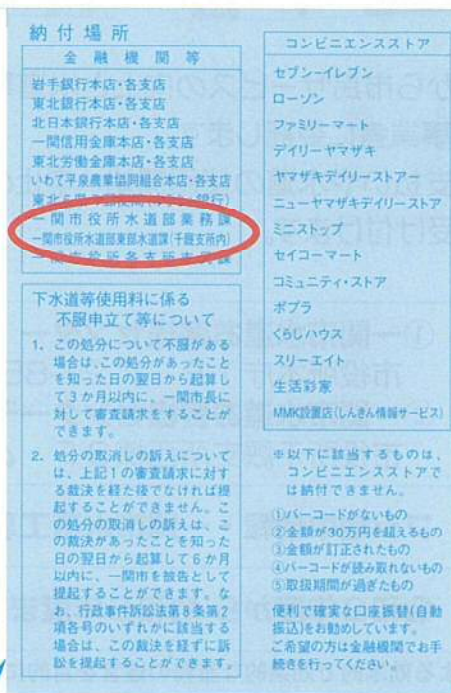 納付場所
金融機関等
岩手銀行本店・各支店
東北銀行本店・各支店
北日本銀行本店・各支店
一関信用金庫本店・各支店
東北労働金庫本店・各支店
いわて平泉農業協同組合本店・各支店
一関市役所水道部業務課
一関市役所水道部東部水道課(千厩支所内)
下水道等使用料に係る
不服申立て等について
1. この処分について不服がある
場合は、この処分があったこと
を知った日の翌日から起算し
て3か月以内に、一関市長に
対して審査請求をすることが
できます。
2. 処分の取消しの訴えについて
は、上記1の審査請求に対す
る裁決を経た後でなければ提
起することができません。こ
の処分の取消しの訴えは、こ
の裁決があったことを知った
日の翌日から起算して6か月
以内に、一関市を被告として
提起することができます。な
お、行政事件訴訟法第8条第2
項各号のいずれかに該当する
場合は、この裁決を経ずに訴
訟を提起することができます。
コンビニエンスストア
セブン-イレブン
ローソン
ファミリーマート
デイリーヤマザキ
ヤマザキデイリーストアー
ニューヤマザキデイリーストア
ミニストップ
セイコーマート
コミュニティ・ストア
ポプラ
くらしハウス
スリーエイト
生活彩家
MMK設置店(しんきん情報サービス)
※以下に該当するものは、
コンビニエンスストアで
は納付できません。
①バーコードがないもの
②金額が30万円を超えるもの
③金額が訂正されたもの
④バーコードが読み取れないもの
⑤取扱期間が過ぎたもの
便利で確実な口座振替(自動
振込)をお勧めしています。
ご希望の方は金融機関でお手
続きを行ってください。